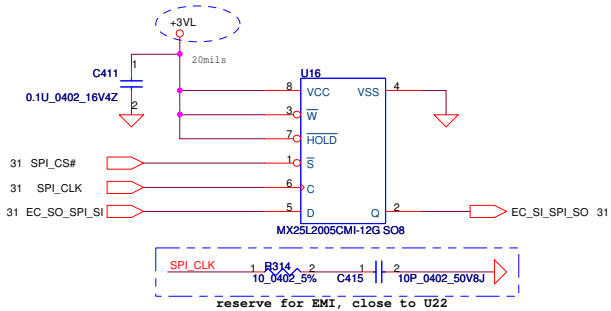 +3VL
20mils
C411
1
2
0.1U_0402_16V4Z
U16
8 VCC VSS 4
3 W
7 HOLD
31 SPI_CS# 1 S
31 SPI_CLK 6 C
31 EC_SO_SPI_SI 5 D Q 2 EC_SI_SPI_SO 31
MX25L2005CMI-12G SO8
SPI_CLK 1 R314 2 C415 1 2
10_0402_5% 10P_0402_50V8J
reserve for EMI, close to U22